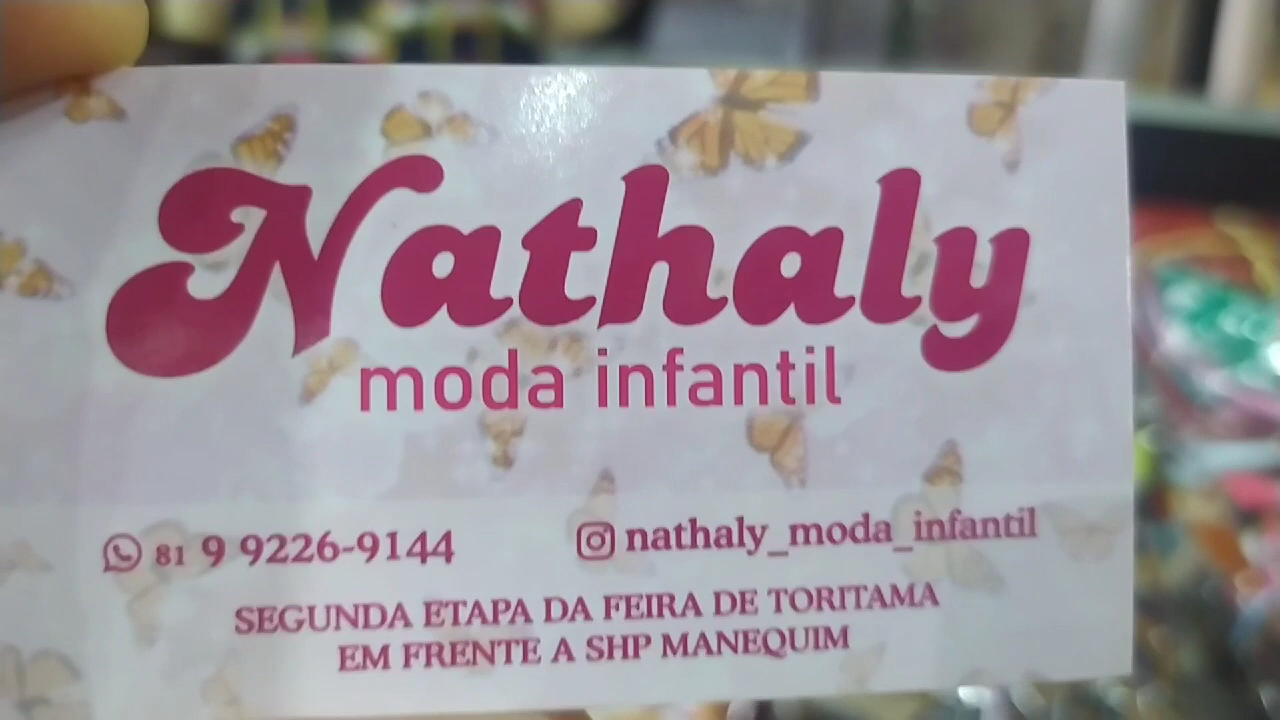 Nathaly
moda infantil
81 9 9226-9144 nathaly_moda_infantil
SEGUNDA ETAPA DA FEIRA DE TORITAMA
EM FRENTE A SHP MANEQUIM